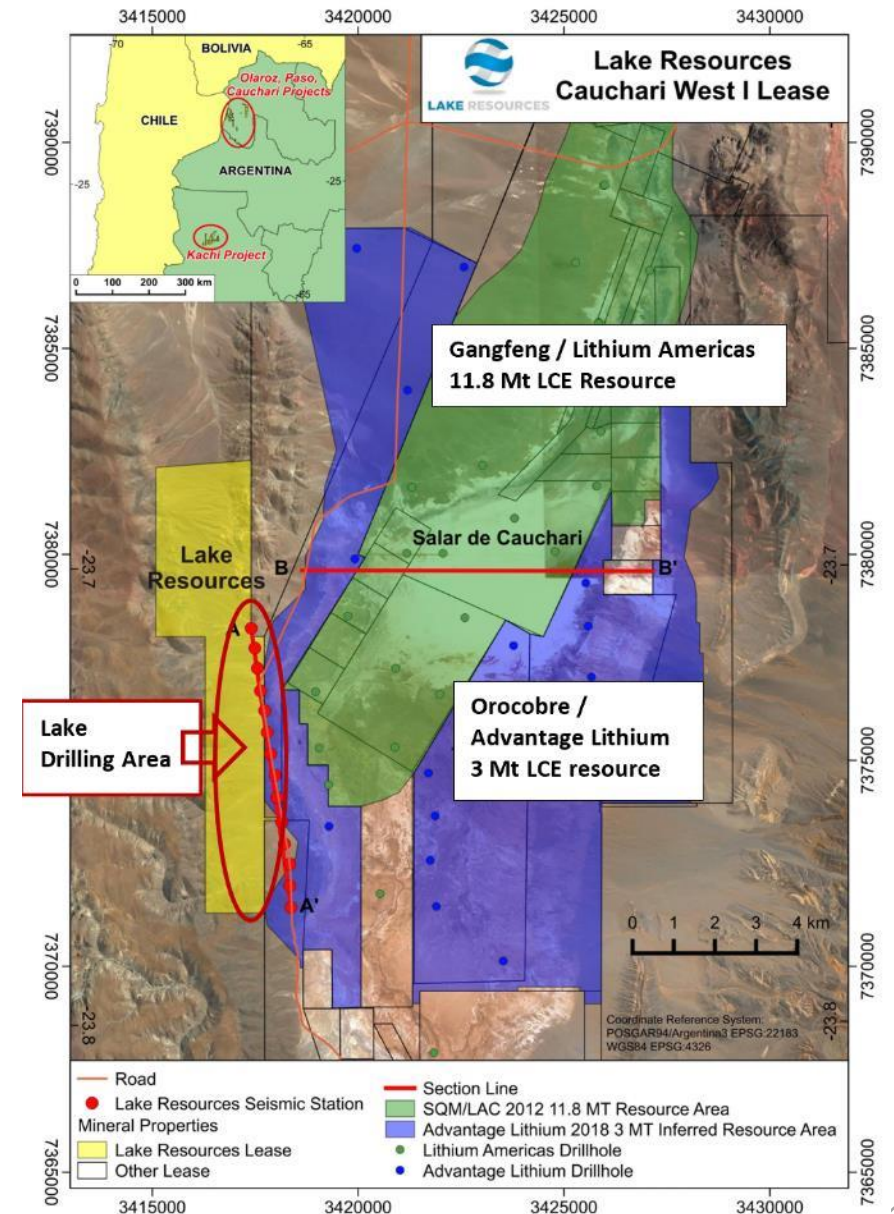 3415000
3420000
3425000
3430000
-70
-65
BOLIVIA
Olaroz, Paso,
Cauchari Projects
CHILE
ARGENTINA
-25
-25
Kachi Project
0 100 200 300 km
-65
LAKE RESOURCES
Lake Resources
Cauchari West I Lease
7390000
7390000
7385000
7385000
Gangfeng / Lithium Americas
11.8 Mt LCE Resource
7380000
7380000
-23.7
-23.7
Lake
Resources
Salar de Cauchari
B
B'
A
Lake
Drilling Area
Orocobre /
Advantage Lithium
3 Mt LCE resource
7375000
7375000
A'
0 1 2 3 4 km
7370000
7370000
-23.8
-23.8
Coordinate Reference System:
POSGAR94/Argentina3 EPSG:22183
WGS84 EPSG:4326
Road
Lake Resources Seismic Station
Mineral Properties
Lake Resources Lease
Other Lease
Section Line
SQM/LAC 2012 11.8 MT Resource Area
Advantage Lithium 2018 3 MT Inferred Resource Area
Lithium Americas Drillhole
Advantage Lithium Drillhole
7365000
7365000
3415000
3420000
3425000
3430000